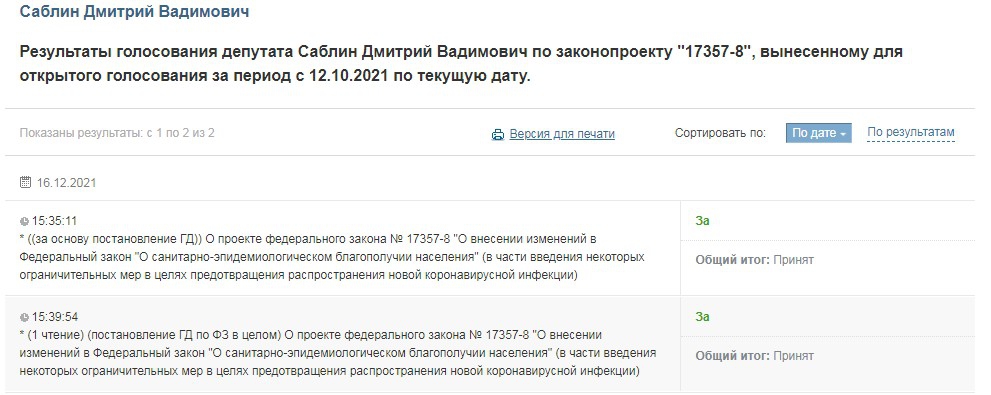 Саблин Дмитрий Вадимович
Результаты голосования депутата Саблин Дмитрий Вадимович по законопроекту "17357-8", вынесенному для
открытого голосования за период с 12.10.2021 по текущую дату.
Показаны результаты: с 1 по 2 из 2
Версия для печати
Сортировать по:
По дате
По результатам
16.12.2021
15:35:11
* ((за основу постановление ГД)) О проекте федерального закона № 17357-8 "О внесении изменений в
Федеральный закон "О санитарно-эпидемиологическом благополучии населения" (в части введения некоторых
ограничительных мер в целях предотвращения распространения новой коронавирусной инфекции)
За
Общий итог: Принят
15:39:54
* (1 чтение) (постановление ГД по ФЗ в целом) О проекте федерального закона № 17357-8 "О внесении
изменений в Федеральный закон "О санитарно-эпидемиологическом благополучии населения" (в части введения
некоторых ограничительных мер в целях предотвращения распространения новой коронавирусной инфекции)
За
Общий итог: Принят